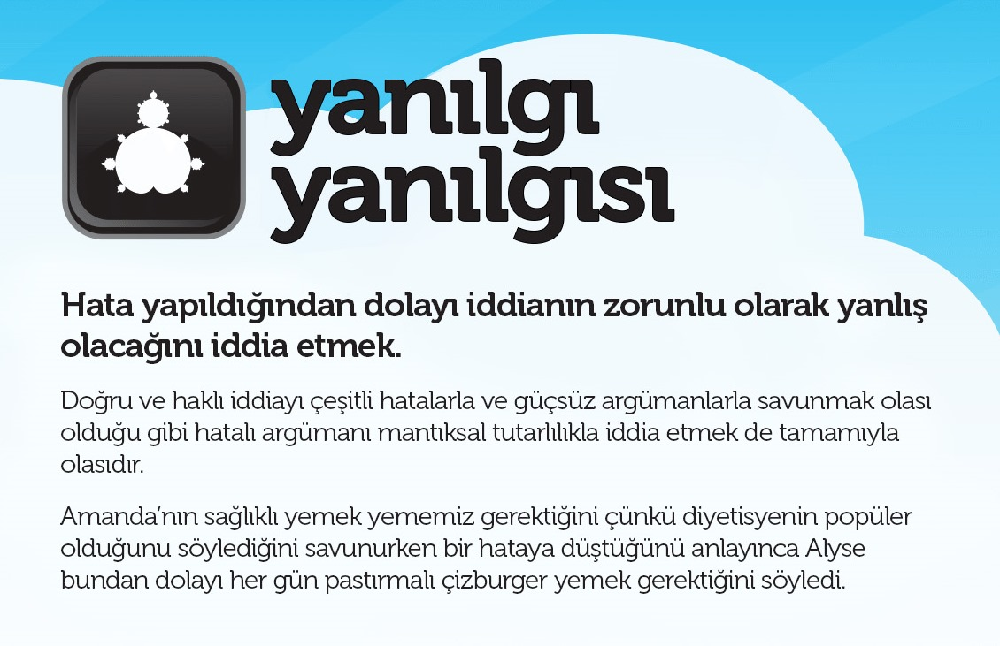 yanılgı
yanılgısı
Hata yapıldığından dolayı iddianın zorunlu olarak yanlış
olacağını iddia etmek.
Doğru ve haklı iddiayı çeşitli hatalarla ve güçsüz argümanlarla savunmak olası
olduğu gibi hatalı argümanı mantıksal tutarlılıkla iddia etmek de tamamıyla
olasıdır.
Amanda’nın sağlıklı yemek yememiz gerektiğini çünkü diyetisyenin popüler
olduğunu söylediğini savunurken bir hataya düştüğünü anlayınca Alyse
bundan dolayı her gün pastırmalı çizburger yemek gerektiğini söyledi.